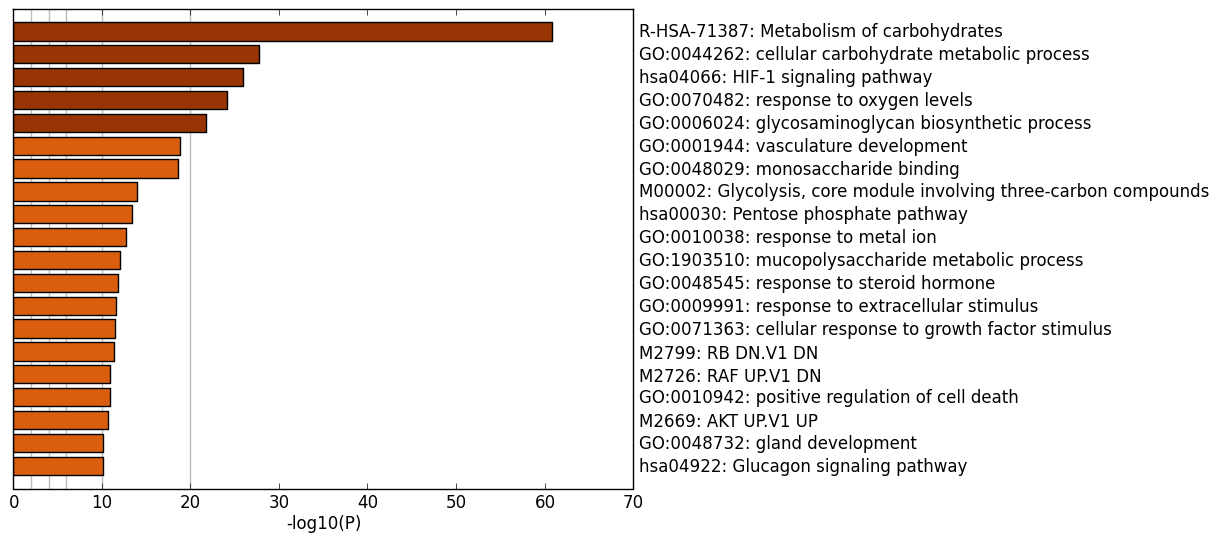 R-HSA-71387: Metabolism of carbohydrates
GO:0044262: cellular carbohydrate metabolic process
hsa04066: HIF-1 signaling pathway
GO:0070482: response to oxygen levels
GO:0006024: glycosaminoglycan biosynthetic process
GO:0001944: vasculature development
GO:0048029: monosaccharide binding
M00002: Glycolysis, core module involving three-carbon compounds
hsa00030: Pentose phosphate pathway
GO:0010038: response to metal ion
GO:1903510: mucopolysaccharide metabolic process
GO:0048545: response to steroid hormone
GO:0009991: response to extracellular stimulus
GO:0071363: cellular response to growth factor stimulus
M2799: RB DN.V1 DN
M2726: RAF UP.V1 DN
GO:0010942: positive regulation of cell death
M2669: AKT UP.V1 UP
GO:0048732: gland development
hsa04922: Glucagon signaling pathway
0 10 20 30 40 50 60 70
-log10(P)